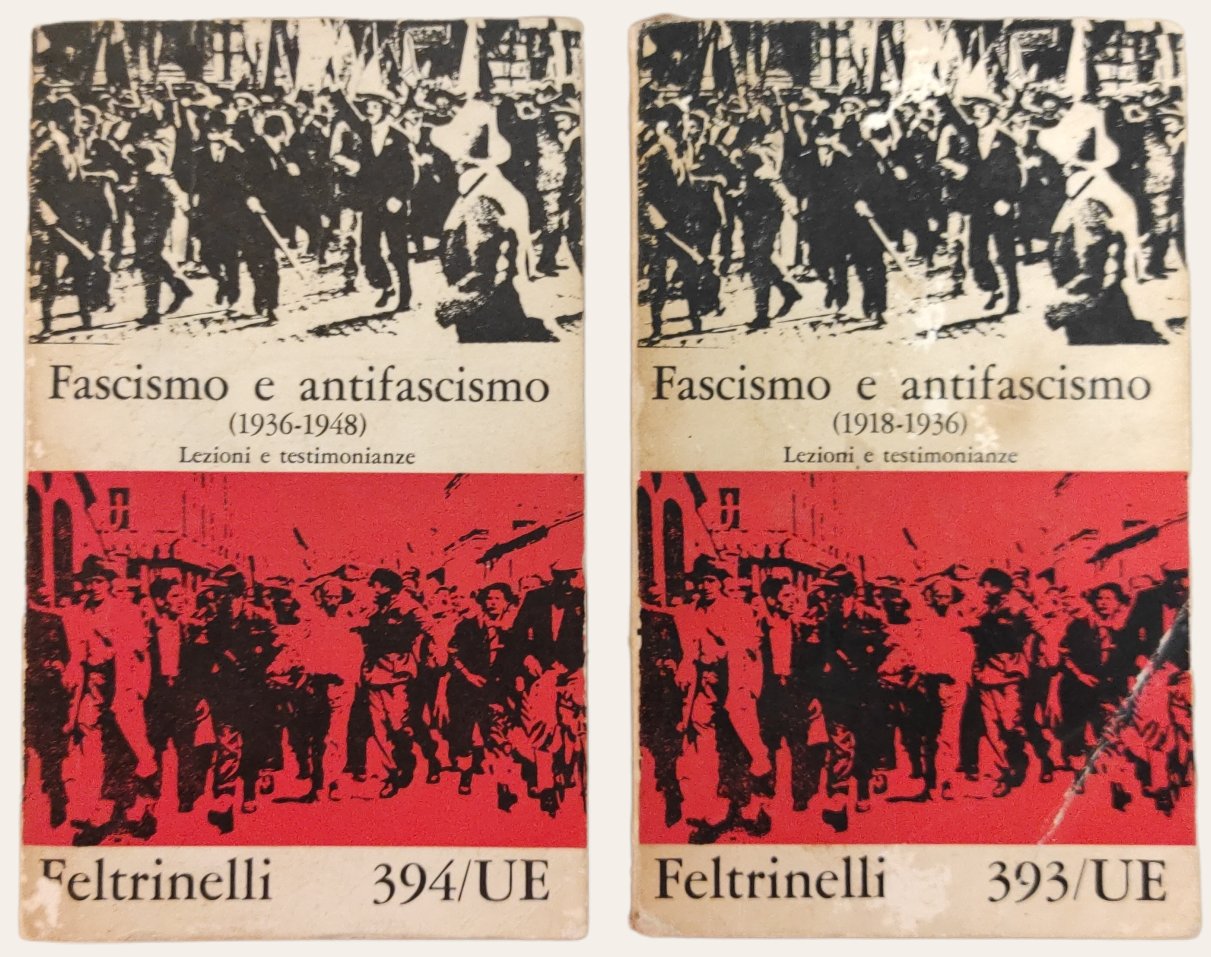 Fascismo e antifascismo
(1936-1948)
Lezioni e testimonianze
Feltrinelli 394/UE
Fascismo e antifascismo
(1918-1936)
Lezioni e testimonianze
Feltrinelli 393/UE